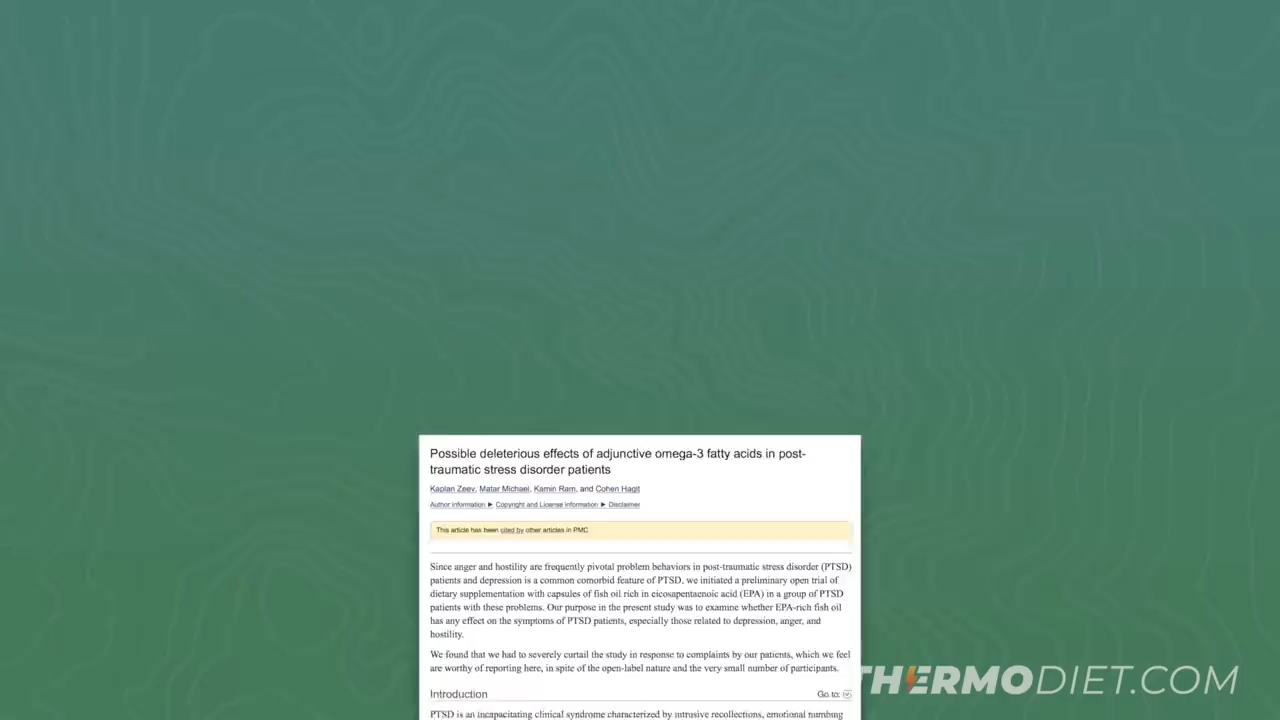 Possible deleterious effects of adjunctive omega-3 fatty acids in post-
traumatic stress disorder patients
Kaplan Zeev, Matar Michael, Kamin Ram, and Cohen Hagit
Author information ► Copyright and License information ► Disclaimer
This article has been cited by other articles in PMC
Since anger and hostility are frequently pivotal problem behaviors in post-traumatic stress disorder (PTSD)
patients and depression is a common comorbid feature of PTSD, we initiated a preliminary open trial of
dietary supplementation with capsules of fish oil rich in eicosapentaenoic acid (EPA) in a group of PTSD
patients with these problems. Our purpose in the present study was to examine whether EPA-rich fish oil
has any effect on the symptoms of PTSD patients, especially those related to depression, anger, and
hostility.
We found that we had to severely curtail the study in response to complaints by our patients, which we feel
are worthy of reporting here, in spite of the open-label nature and the very small number of participants.
Introduction Go to:
PTSD is an incapacitating clinical syndrome characterized by intrusive recollections, emotional numbing
THERMODIET.COM